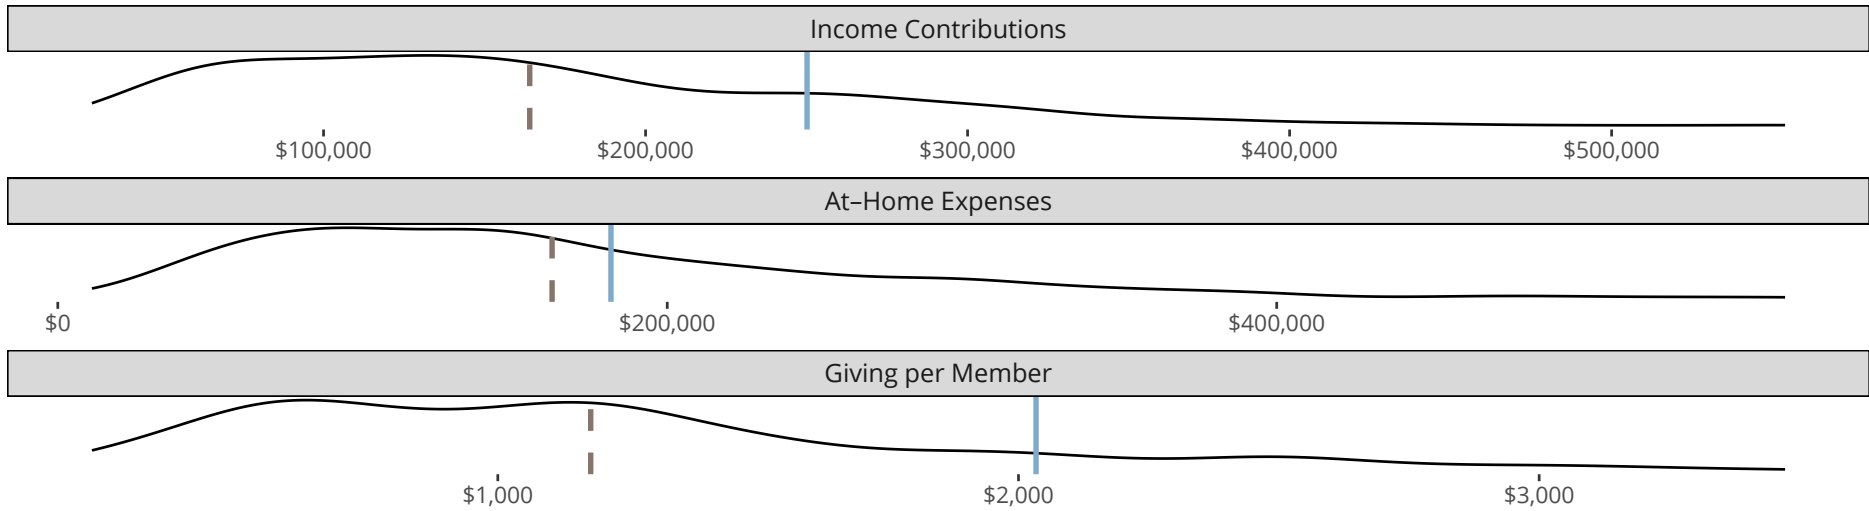 Income Contributions
$100,000 $200,000 $300,000 $400,000 $500,000
At–Home Expenses
$0 $200,000 $400,000
Giving per Member
$1,000 $2,000 $3,000